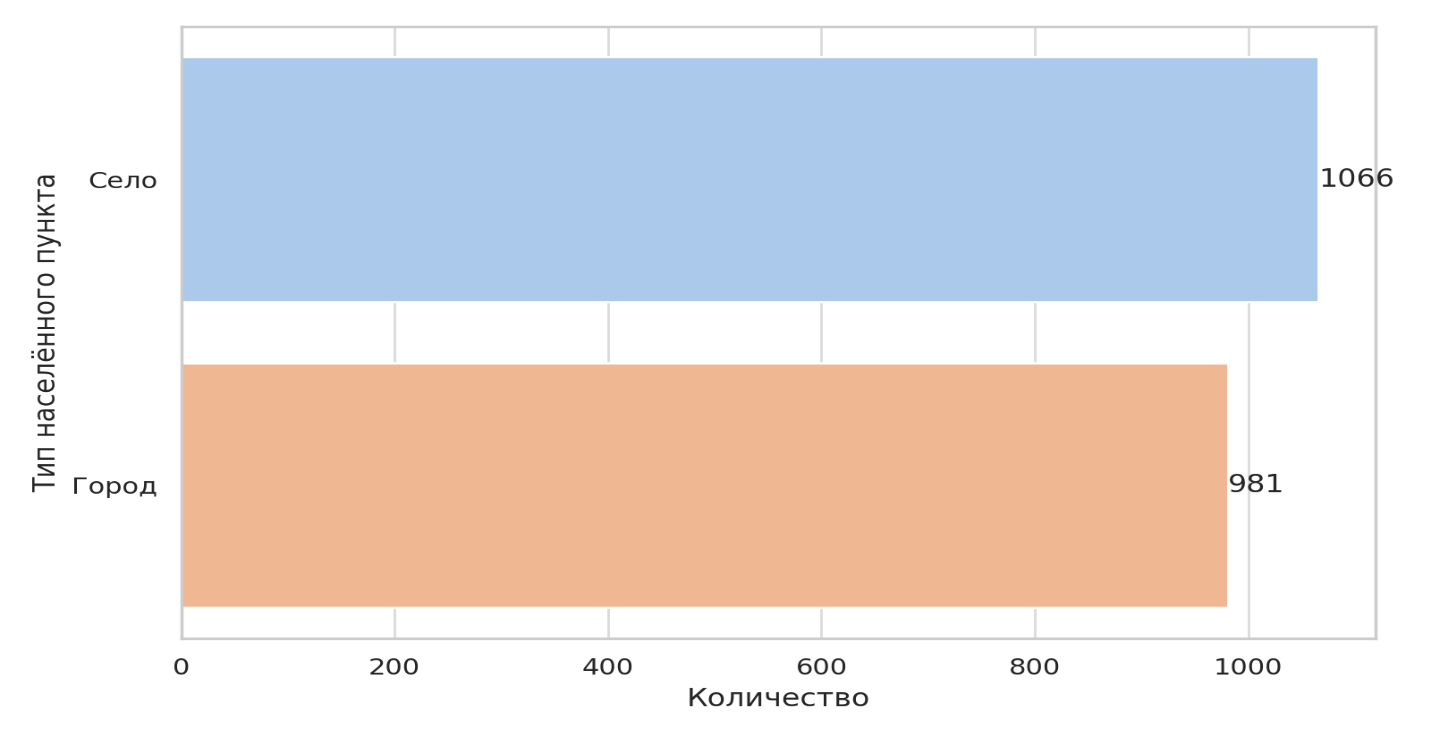 Тип населённого пункта
Село
1066
Город
981
0 200 400 600 800 1000
Количество